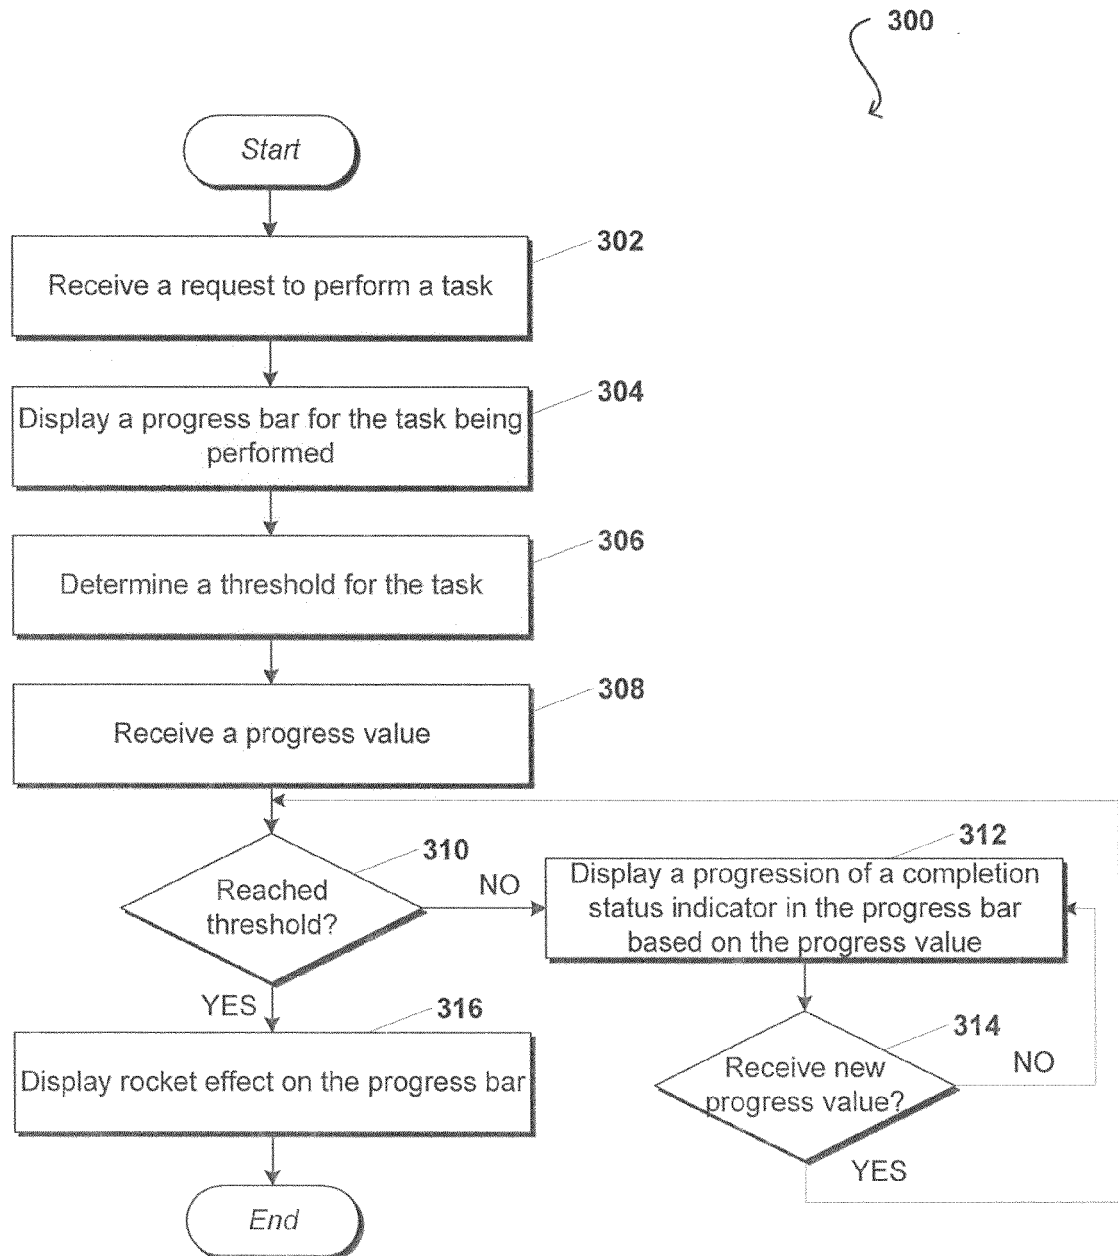 300
Start
302
Receive a request to perform a task
304
Display a progress bar for the task being
performed
306
Determine a threshold for the task
308
Receive a progress value
310
Reached
threshold?
NO
312
Display a progression of a completion
status indicator in the progress bar
based on the progress value
YES
314
Receive new
progress value?
NO
YES
316
Display rocket effect on the progress bar
End